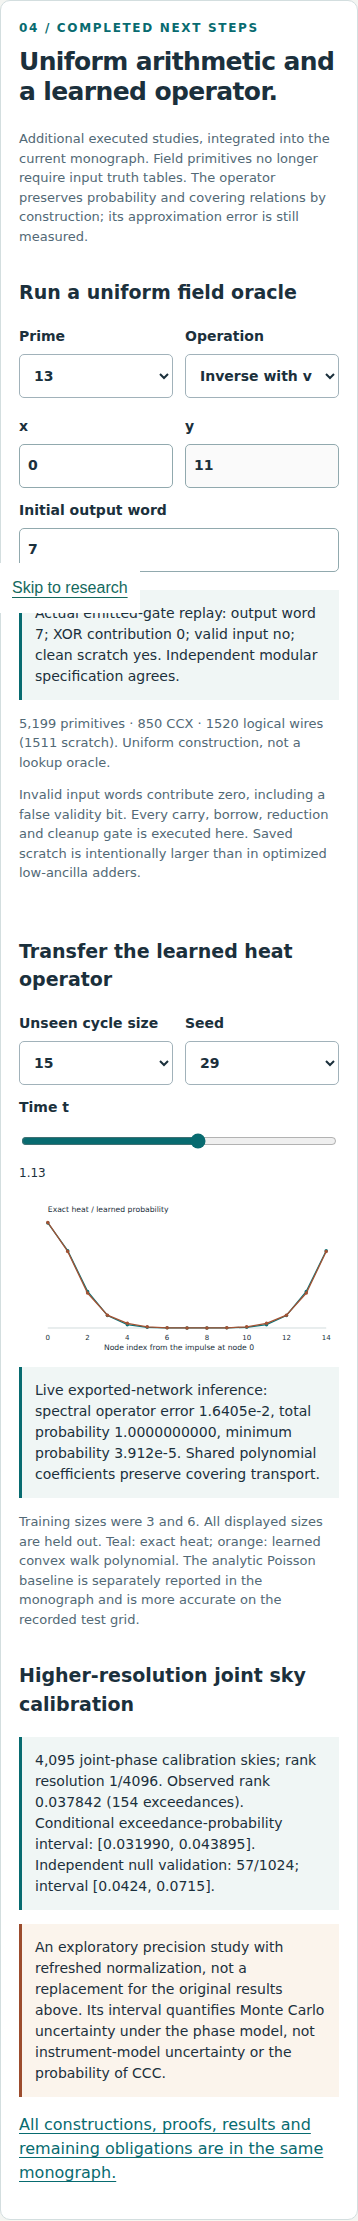 04 / COMPLETED NEXT STEPS
Uniform arithmetic and
a learned operator.
Additional executed studies, integrated into the
current monograph. Field primitives no longer
require input truth tables. The operator
preserves probability and covering relations by
construction; its approximation error is still
measured.
Run a uniform field oracle
Prime
Operation
13
Inverse with v
x
y
0
11
Initial output word
7
Skip to research
Actual emitted-gate replay: output word
7; XOR contribution 0; valid input no;
clean scratch yes. Independent modular
specification agrees.
5,199 primitives · 850 CCX · 1520 logical wires
(1511 scratch). Uniform construction, not a
lookup oracle.
Invalid input words contribute zero, including a
false validity bit. Every carry, borrow, reduction
and cleanup gate is executed here. Saved
scratch is intentionally larger than in optimized
low-ancilla adders.
Transfer the learned heat
operator
Unseen cycle size
Seed
15
29
Time t
1.13
Exact heat / learned probability
0 2 4 6 8 10 12 14
Node index from the impulse at node 0
Live exported-network inference:
spectral operator error 1.6405e-2, total
probability 1.0000000000, minimum
probability 3.912e-5. Shared polynomial
coefficients preserve covering transport.
Training sizes were 3 and 6. All displayed sizes
are held out. Teal: exact heat; orange: learned
convex walk polynomial. The analytic Poisson
baseline is separately reported in the
monograph and is more accurate on the
recorded test grid.
Higher-resolution joint sky
calibration
4,095 joint-phase calibration skies; rank
resolution 1/4096. Observed rank
0.037842 (154 exceedances).
Conditional exceedance-probability
interval: [0.031990, 0.043895].
Independent null validation: 57/1024;
interval [0.0424, 0.0715].
An exploratory precision study with
refreshed normalization, not a
replacement for the original results
above. Its interval quantifies Monte Carlo
uncertainty under the phase model, not
instrument-model uncertainty or the
probability of CCC.
All constructions, proofs, results and
remaining obligations are in the same
monograph.